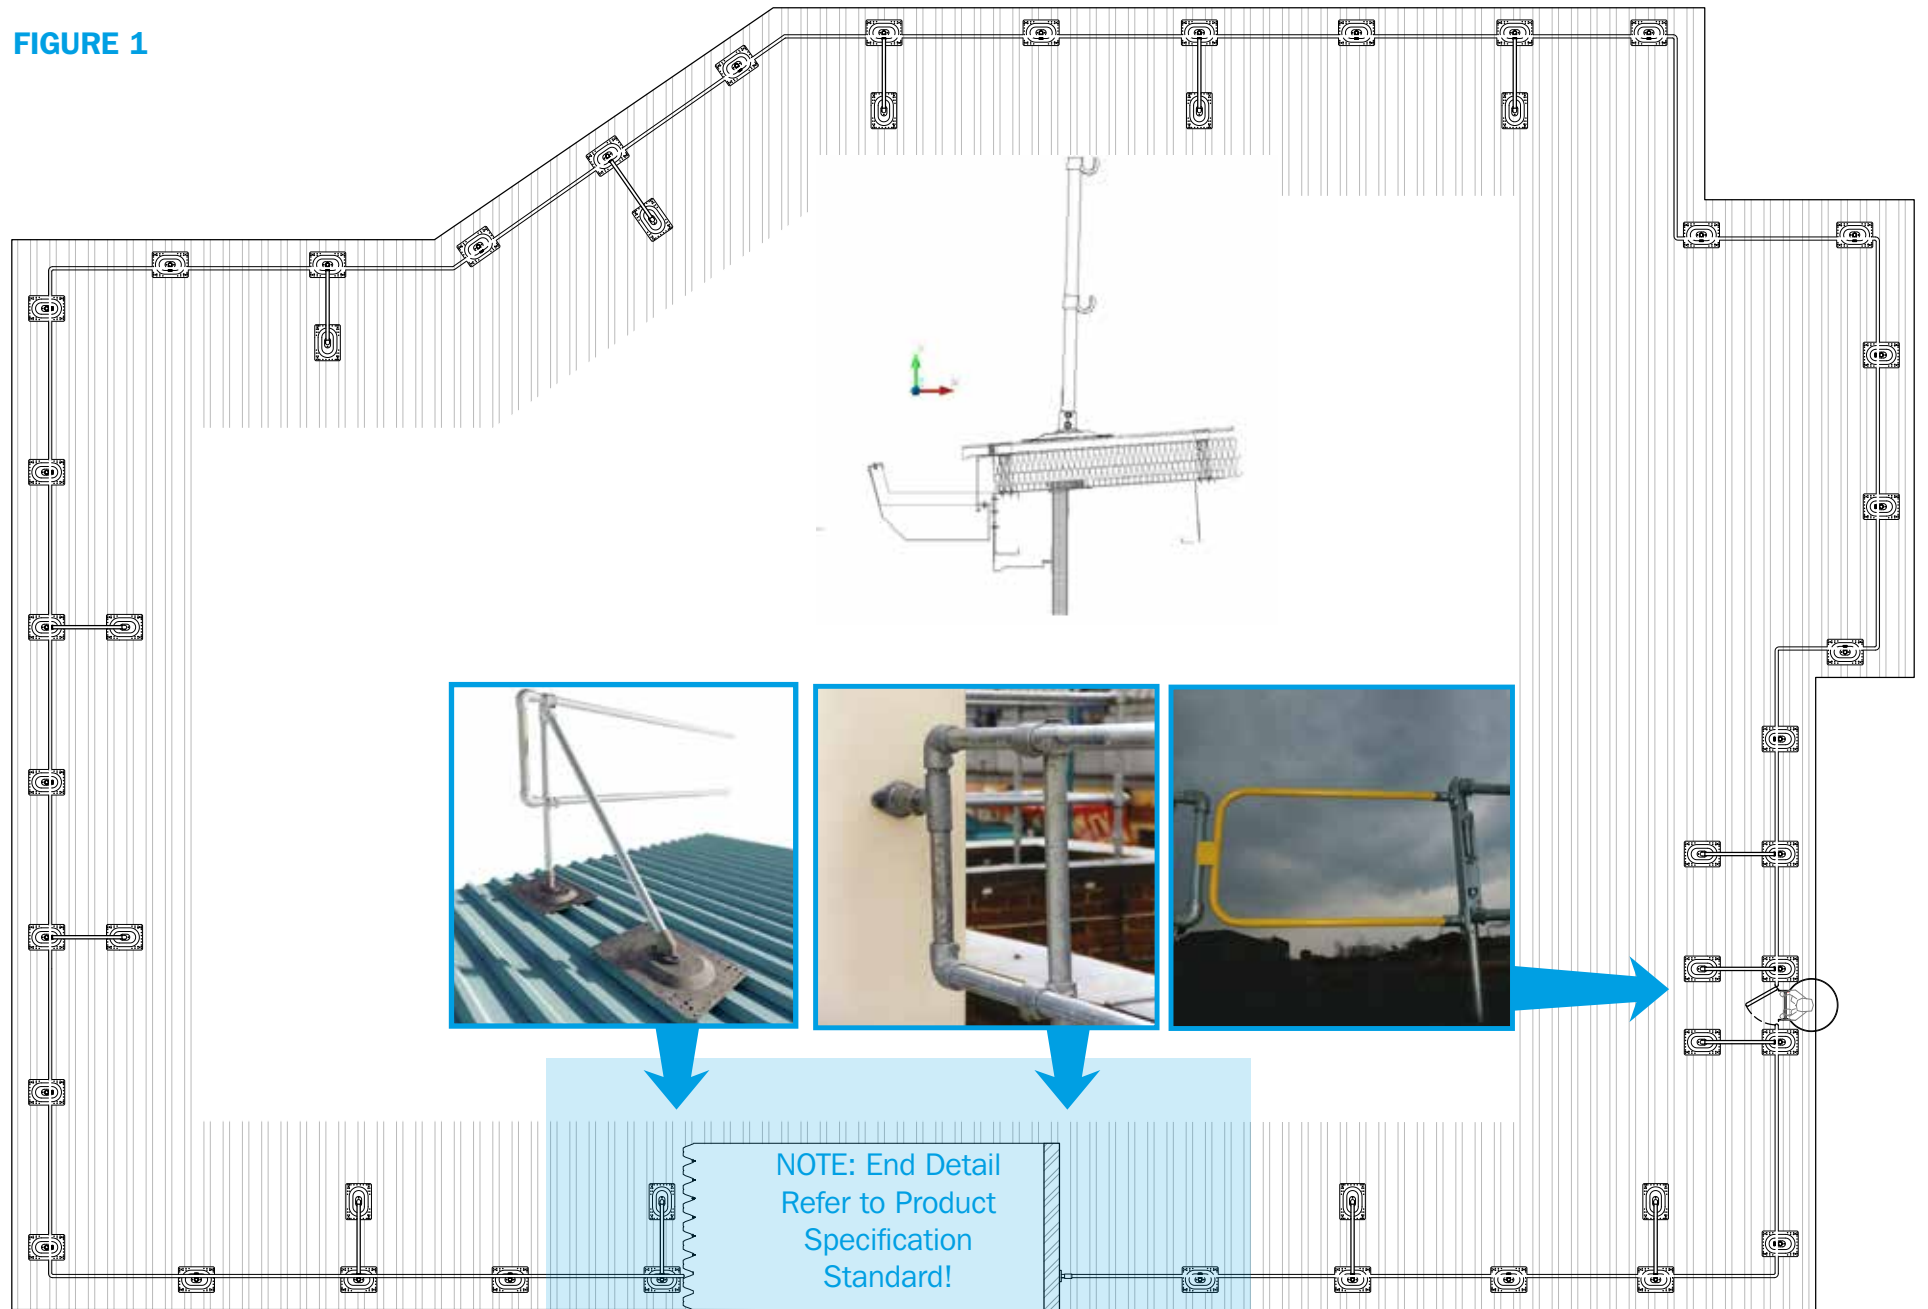 FIGURE 1
NOTE: End Detail
Refer to Product
Specification
Standard!